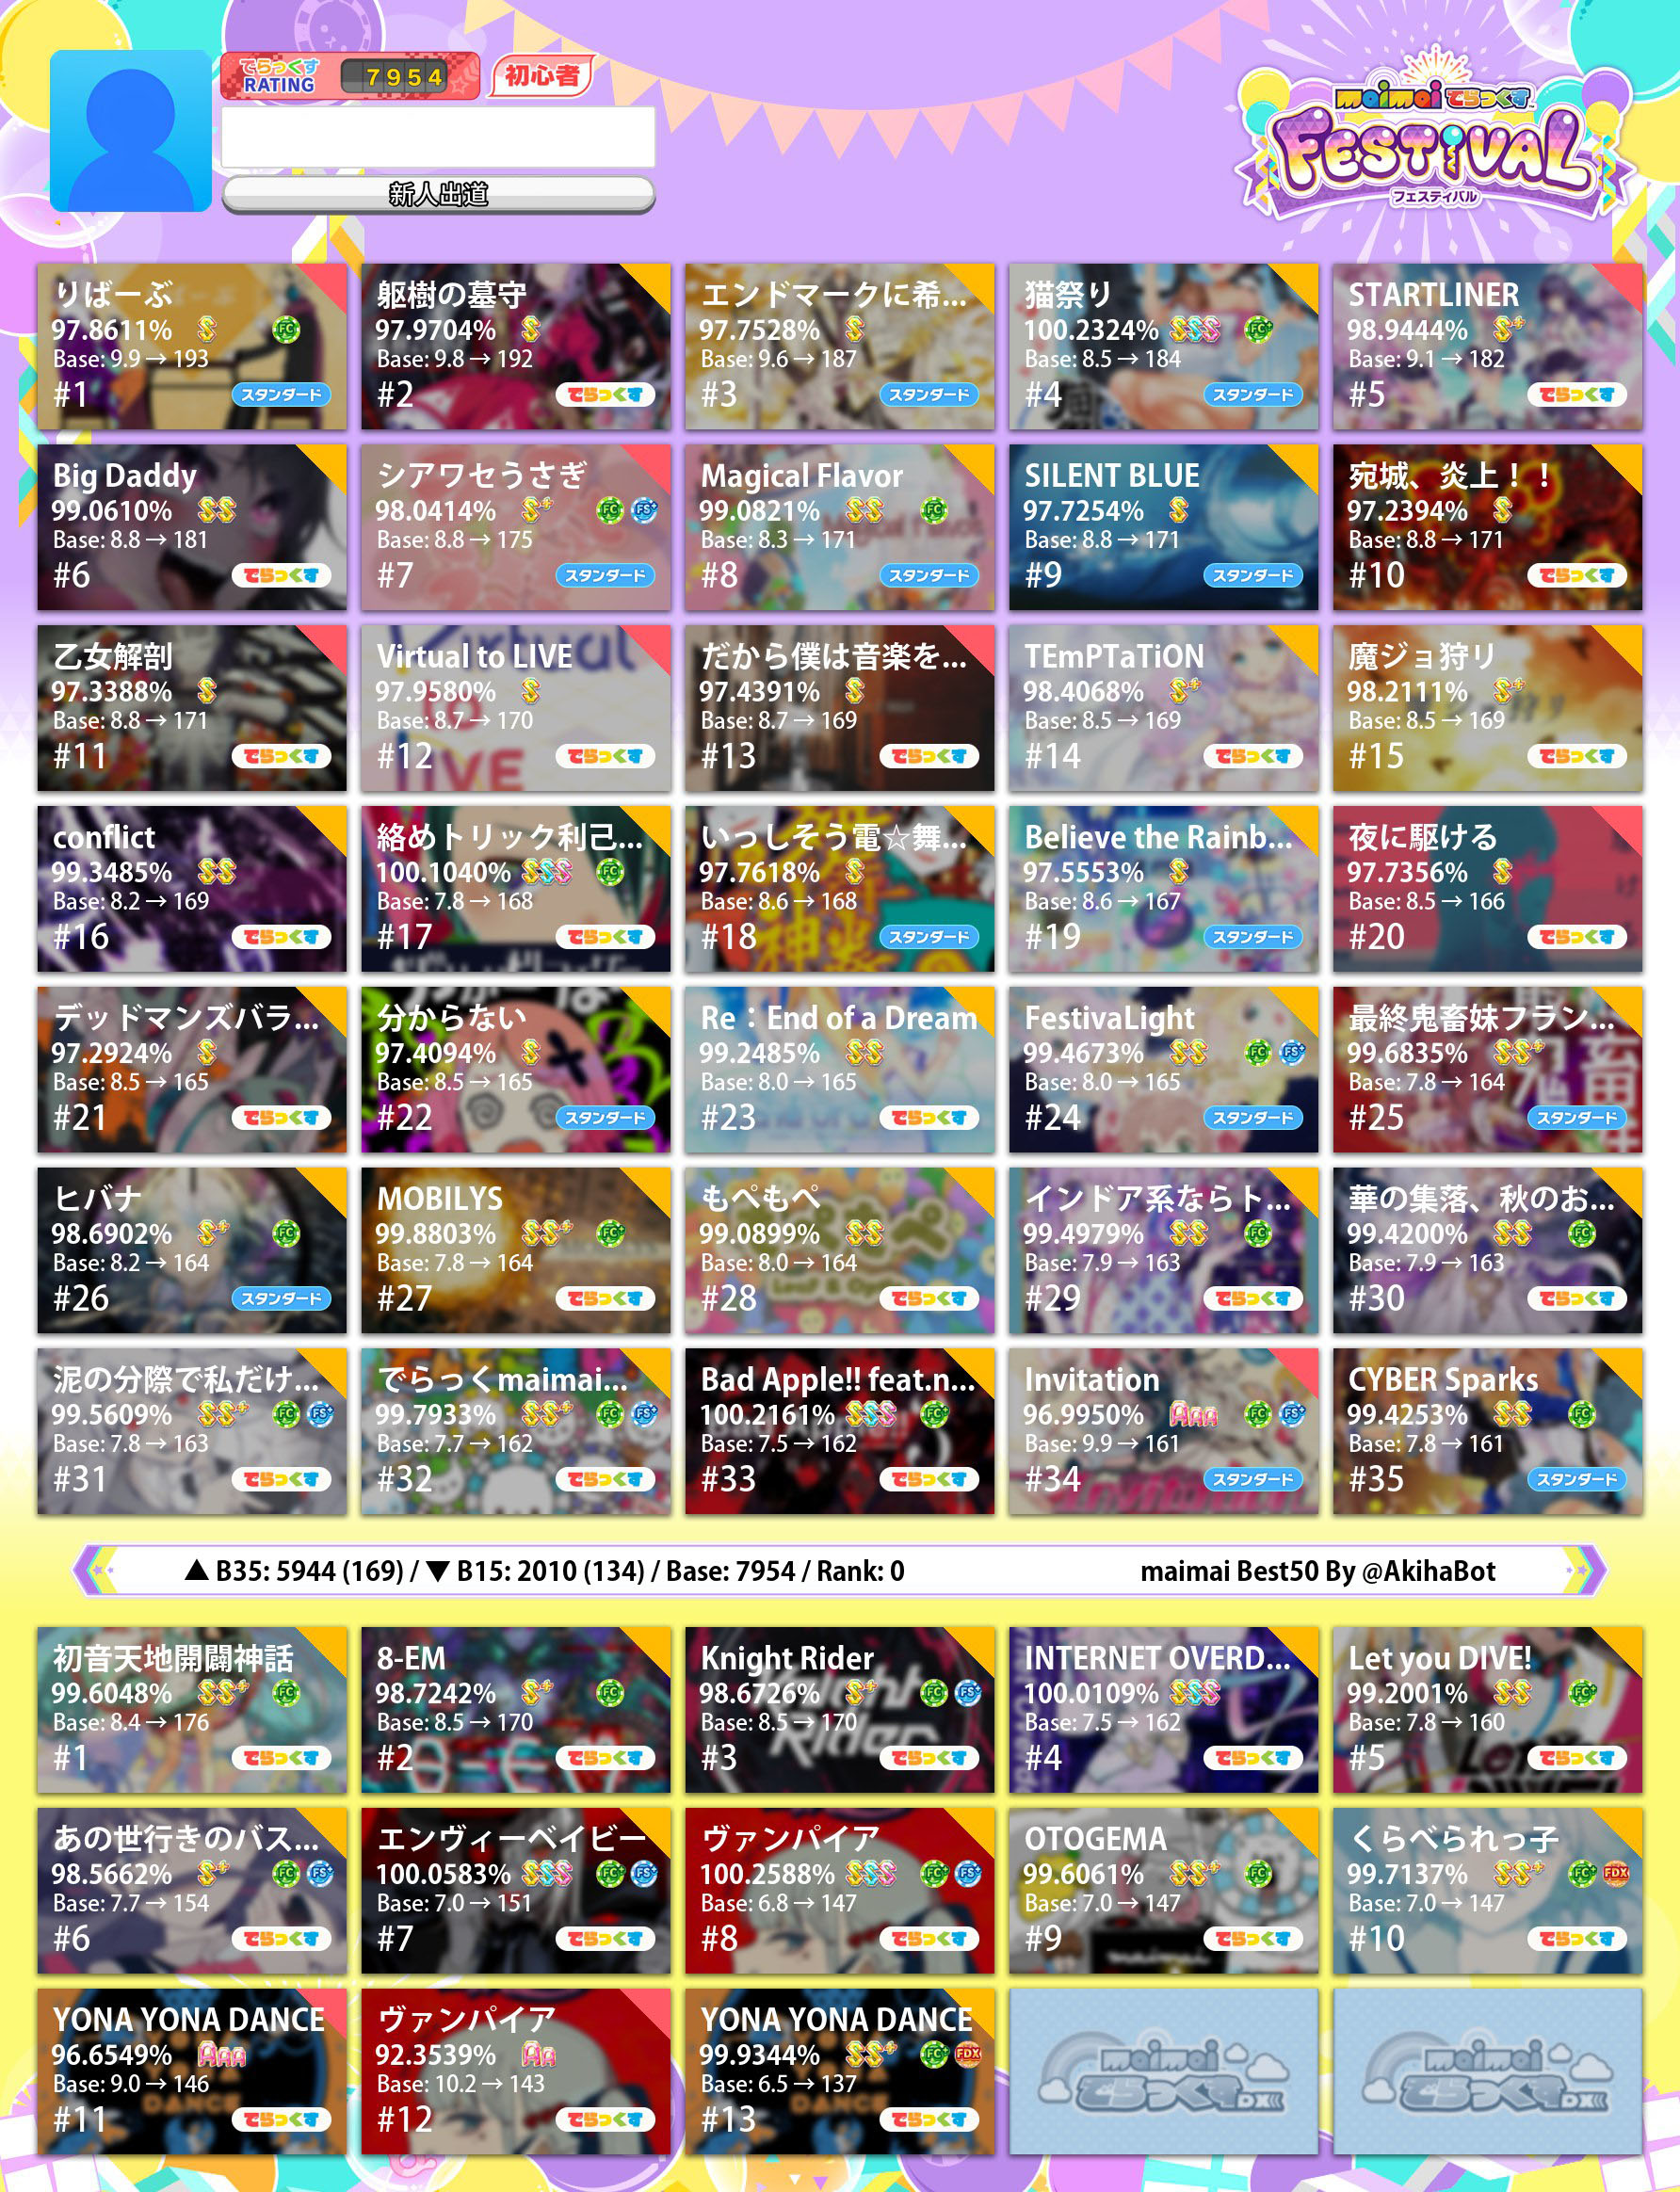 でらっくす
RATING
7954
初心者
maimai でらっくす
FESTiVAL
フェスティバル
新人出道
りばーぶ
97.8611% S FC
Base: 9.9 → 193
#1 スタンダード
躯樹の墓守
97.9704% S
Base: 9.8 → 192
#2 でらっくす
エンドマークに希...
97.7528% S
Base: 9.6 → 187
#3 スタンダード
猫祭り
100.2324% SSS FC+
Base: 8.5 → 184
#4 スタンダード
STARTLINER
98.9444% S+
Base: 9.1 → 182
#5 でらっくす
Big Daddy
99.0610% SS
Base: 8.8 → 181
#6 でらっくす
シアワセうさぎ
98.0414% S+ FC FS+
Base: 8.8 → 175
#7 スタンダード
Magical Flavor
99.0821% SS FC
Base: 8.3 → 171
#8 スタンダード
SILENT BLUE
97.7254% S
Base: 8.8 → 171
#9 スタンダード
宛城、炎上！！
97.2394% S
Base: 8.8 → 171
#10 でらっくす
乙女解剖
97.3388% S
Base: 8.8 → 171
#11 でらっくす
Virtual to LIVE
97.9580% S
Base: 8.7 → 170
#12 でらっくす
だから僕は音楽を...
97.4391% S
Base: 8.7 → 169
#13 でらっくす
TEmPTaTiON
98.4068% S+
Base: 8.5 → 169
#14 でらっくす
魔ジョ狩リ
98.2111% S+
Base: 8.5 → 169
#15 でらっくす
conflict
99.3485% SS
Base: 8.2 → 169
#16 でらっくす
絡めトリック利己...
100.1040% SSS FC
Base: 7.8 → 168
#17 でらっくす
いっしそう電☆舞...
97.7618% S
Base: 8.6 → 168
#18 スタンダード
Believe the Rainb...
97.5553% S
Base: 8.6 → 167
#19 スタンダード
夜に駆ける
97.7356% S
Base: 8.5 → 166
#20 でらっくす
デッドマンズバラ...
97.2924% S
Base: 8.5 → 165
#21 でらっくす
分からない
97.4094% S
Base: 8.5 → 165
#22 スタンダード
Re：End of a Dream
99.2485% SS
Base: 8.0 → 165
#23 でらっくす
FestivaLight
99.4673% SS FC FS+
Base: 8.0 → 165
#24 スタンダード
最終鬼畜妹フラン...
99.6835% SS+
Base: 7.8 → 164
#25 スタンダード
ヒバナ
98.6902% S+ FC
Base: 8.2 → 164
#26 スタンダード
MOBILYS
99.8803% SS+ FC+
Base: 7.8 → 164
#27 でらっくす
もぺもぺ
99.0899% SS
Base: 8.0 → 164
#28 でらっくす
インドア系ならト...
99.4979% SS FC
Base: 7.9 → 163
#29 でらっくす
華の集落、秋のお...
99.4200% SS FC
Base: 7.9 → 163
#30 でらっくす
泥の分際で私だけ...
99.5609% SS+ FC FS+
Base: 7.8 → 163
#31 でらっくす
でらっくmaimai...
99.7933% SS+ FC FS+
Base: 7.7 → 162
#32 でらっくす
Bad Apple!! feat.n...
100.2161% SSS FC+
Base: 7.5 → 162
#33 でらっくす
Invitation
96.9950% AAA FC FS+
Base: 9.9 → 161
#34 スタンダード
CYBER Sparks
99.4253% SS FC
Base: 7.8 → 161
#35 スタンダード
▲ B35: 5944 (169) / ▼ B15: 2010 (134) / Base: 7954 / Rank: 0
maimai Best50 By @AkihaBot
初音天地開闢神話
99.6048% SS+ FC
Base: 8.4 → 176
#1 でらっくす
8-EM
98.7242% S+ FC
Base: 8.5 → 170
#2 でらっくす
Knight Rider
98.6726% S+ FC FS+
Base: 8.5 → 170
#3 でらっくす
INTERNET OVERD...
100.0109% SSS
Base: 7.5 → 162
#4 でらっくす
Let you DIVE!
99.2001% SS FC+
Base: 7.8 → 160
#5 でらっくす
あの世行きのバス...
98.5662% S+ FC FS+
Base: 7.7 → 154
#6 でらっくす
エンヴィーベイビー
100.0583% SSS FC+ FS+
Base: 7.0 → 151
#7 でらっくす
ヴァンパイア
100.2588% SSS FC+ FS+
Base: 6.8 → 147
#8 でらっくす
OTOGEMA
99.6061% SS+ FC
Base: 7.0 → 147
#9 でらっくす
くらべられっ子
99.7137% SS+ FC+ FDX
Base: 7.0 → 147
#10 でらっくす
YONA YONA DANCE
96.6549% AAA
Base: 9.0 → 146
#11 でらっくす
ヴァンパイア
92.3539% AA
Base: 10.2 → 143
#12 でらっくす
YONA YONA DANCE
99.9344% SS+ FC+ FDX
Base: 6.5 → 137
#13 でらっくす
maimai
でらっくす DX
maimai
でらっくす DX